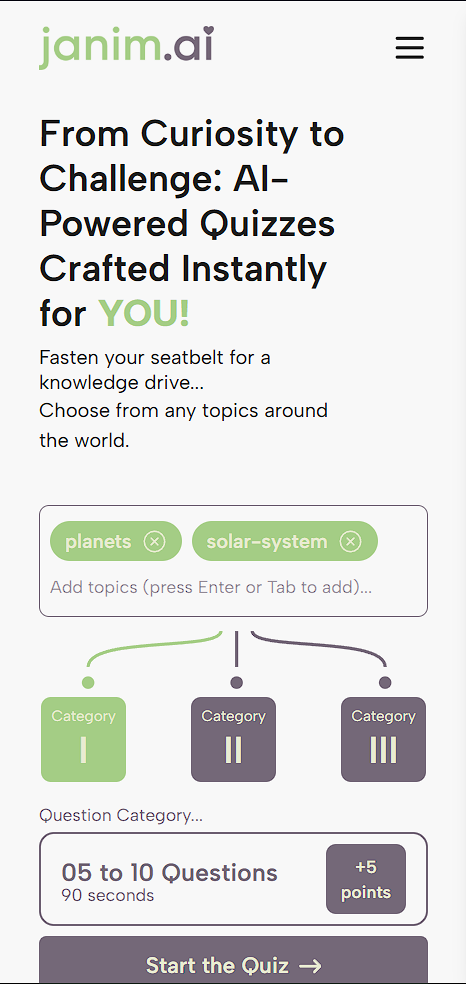 janim.ai
From Curiosity to
Challenge: AI-
Powered Quizzes
Crafted Instantly
for YOU!
Fasten your seatbelt for a
knowledge drive...
Choose from any topics around
the world.
planets solar-system
Add topics (press Enter or Tab to add)...
Category Category Category
I II III
Question Category...
05 to 10 Questions
90 seconds
+5
points
Start the Quiz →